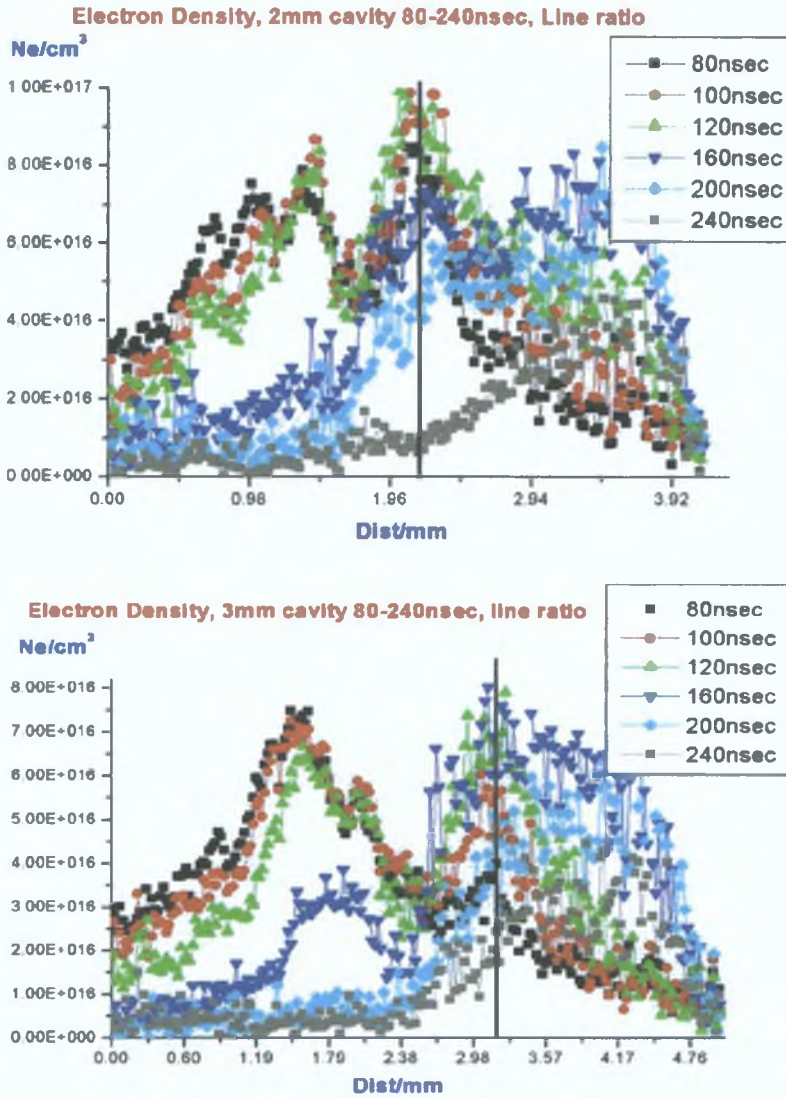 Electron Density, 2mm cavity 80-240nsec, Line ratio
Ne/cm³
80nsec
100nsec
120nsec
160nsec
200nsec
240nsec
1 00E+017
8 00E+016
6 00E+016
4 00E+016
2 00E+016
0 00E+000
0.00 0.98 1.96 2.94 3.92
Dist/mm
Electron Density, 3mm cavity 80-240nsec, line ratio
Ne/cm³
80nsec
100nsec
120nsec
160nsec
200nsec
240nsec
8.00E+016
7.00E+016
6.00E+016
5.00E+016
4.00E+016
3.00E+016
2.00E+016
1.00E+016
0.00E+000
0.00 0.60 1.19 1.79 2.38 2.98 3.57 4.17 4.76
Dist/mm